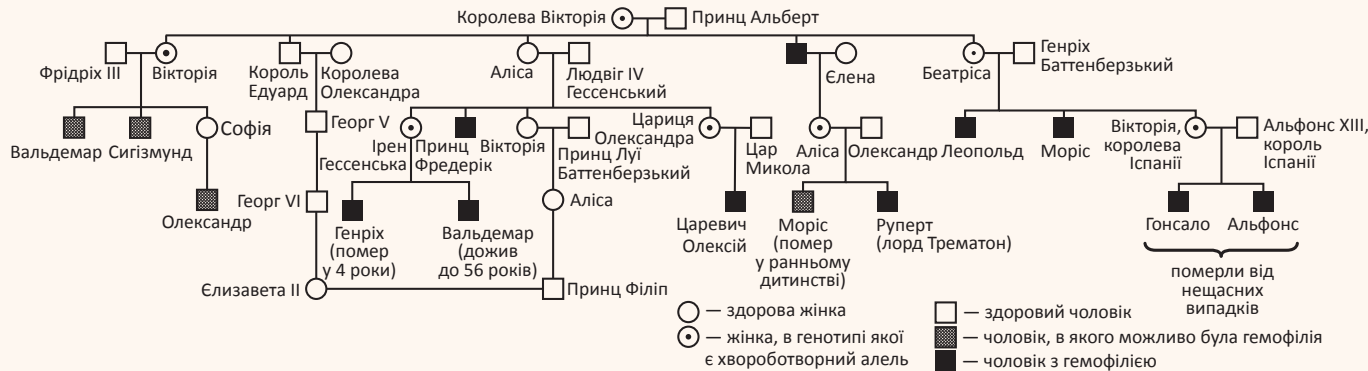 Королева Вікторія
Принц Альберт
Фрідріх III
Вікторія
Король
Едуард
Королева
Олександра
Аліса
Людвіг IV
Гессенський
Єлена
Беатріса
Генріх
Баттенберзький
Вальдемар
Сигізмунд
Софія
Георг V
Ірен
Гессенська
Принц
Фредерік
Вікторія
Принц Луї
Баттенберзький
Цариця
Олександра
Цар
Микола
Аліса
Олександр
Леопольд
Моріс
Вікторія,
королева
Іспанії
Альфонс XIII,
король
Іспанії
Олександр
Георг VI
Генріх
(помер
у 4 роки)
Вальдемар
(дожив
до 56 років)
Аліса
Царевич
Олексій
Моріс
(помер
у ранньому
дитинстві)
Руперт
(лорд Трематон)
Гонсало
Альфонс
померли від
нещасних
випадків
Єлизавета II
Принц Філіп
— здорова жінка
— жінка, в генотипі якої
є хвороботворний алель
— здоровий чоловік
— чоловік, в якого можливо була гемофілія
— чоловік з гемофілією